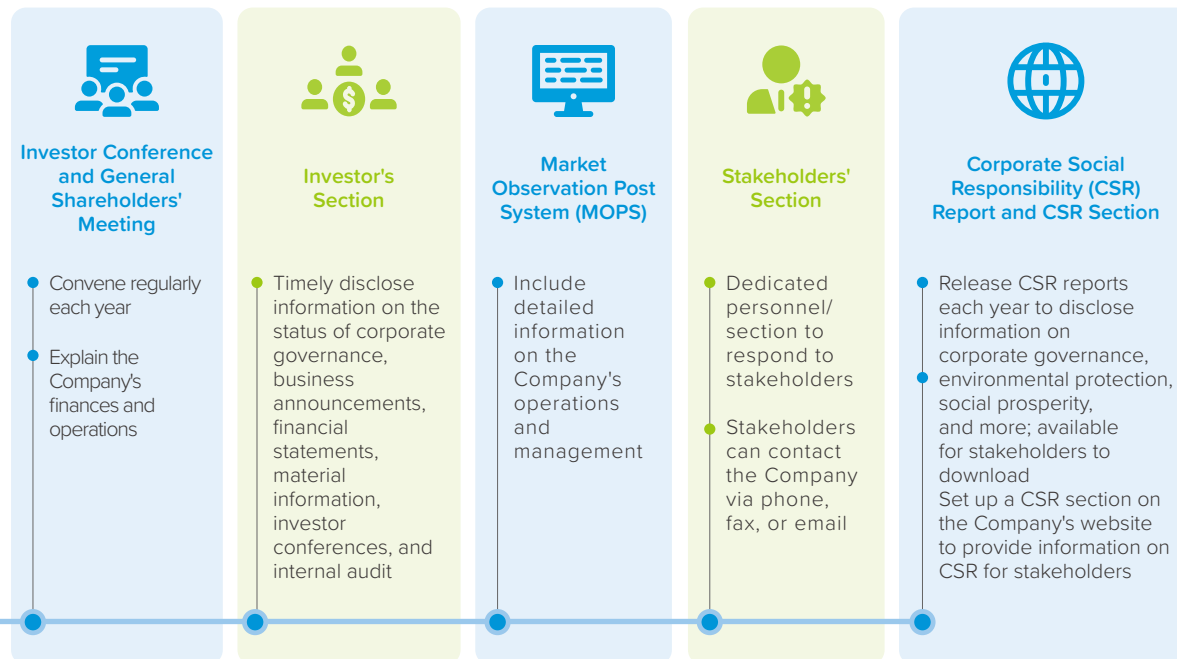 Investor Conference
and General
Shareholders'
Meeting
Convene regularly
each year
Explain the
Company's
finances and
operations
Investor's
Section
Timely disclose
information on the
status of corporate
governance,
business
announcements,
financial
statements,
material
information,
investor
conferences, and
internal audit
Market
Observation Post
System (MOPS)
Include
detailed
information
on the
Company's
operations
and
management
Stakeholders'
Section
Dedicated
personnel/
section to
respond to
stakeholders
Stakeholders
can contact
the Company
via phone,
fax, or email
Corporate Social
Responsibility (CSR)
Report and CSR Section
Release CSR reports
each year to disclose
information on
corporate governance,
environmental protection,
social prosperity,
and more; available
for stakeholders to
download
Set up a CSR section on
the Company's website
to provide information on
CSR for stakeholders